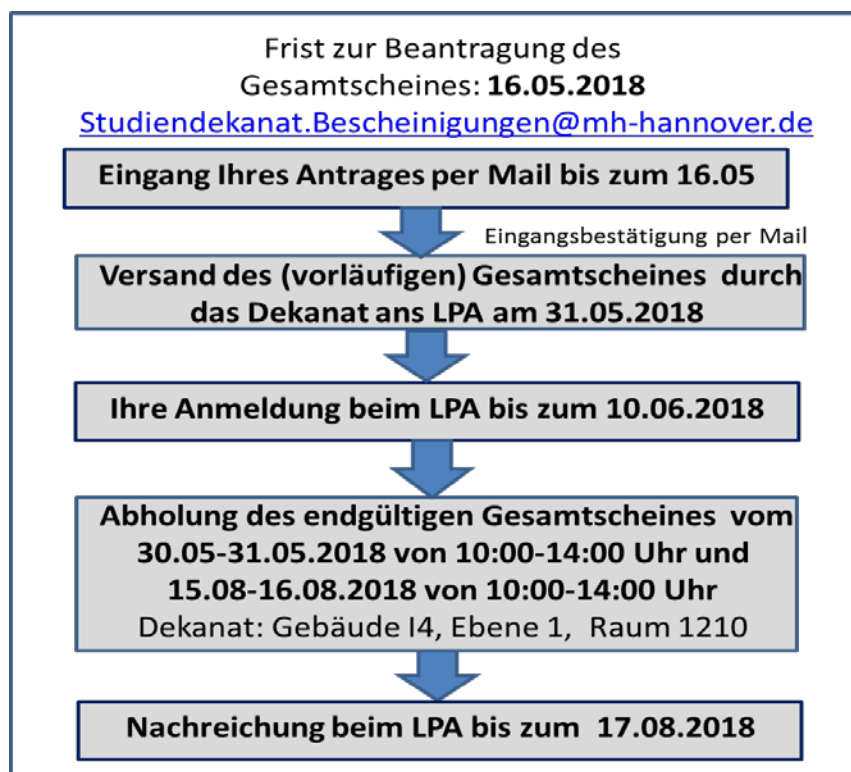 Frist zur Beantragung des
Gesamtscheines: 16.05.2018
Studiendekanat.Bescheinigungen@mh-hannover.de
Eingang Ihres Antrages per Mail bis zum 16.05
Eingangsbestätigung per Mail
Versand des (vorläufigen) Gesamtscheines durch
das Dekanat ans LPA am 31.05.2018
Ihre Anmeldung beim LPA bis zum 10.06.2018
Abholung des endgültigen Gesamtscheines vom
30.05-31.05.2018 von 10:00-14:00 Uhr und
15.08-16.08.2018 von 10:00-14:00 Uhr
Dekanat: Gebäude I4, Ebene 1, Raum 1210
Nachreichung beim LPA bis zum 17.08.2018